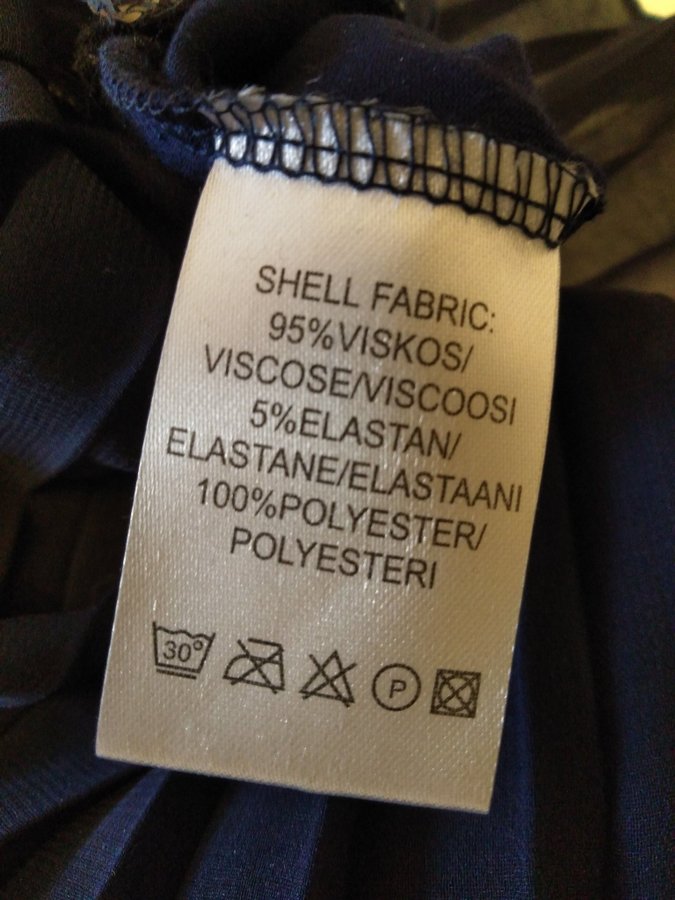 SHELL FABRIC:
95%VISKOS/
VISCOSE/VISCOOSI
5%ELASTAN/
ELASTANE/ELASTAANI
100%POLYESTER/
POLYESTERI
30° P